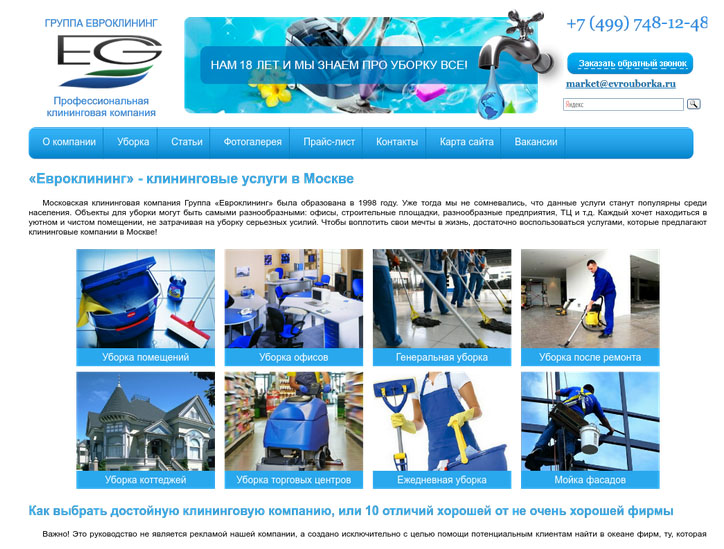 ГРУППА ЕВРОКЛИНИНГ
EG
Профессиональная
клининговая компания
НАМ 18 ЛЕТ И МЫ ЗНАЕМ ПРО УБОРКУ ВСЕ!
+7 (499) 748-12-48
Заказать обратный звонок
market@evrouborka.ru
Яндекс
О компании Уборка Статьи Фотогалерея Прайс-лист Контакты Карта сайта Вакансии
«Евроклининг» - клининговые услуги в Москве
Московская клининговая компания Группа «Евроклининг» была образована в 1998 году. Уже тогда мы не сомневались, что данные услуги станут популярны среди
населения. Объекты для уборки могут быть самыми разнообразными: офисы, строительные площадки, разнообразные предприятия, ТЦ и т.д. Каждый хочет находиться в
уютном и чистом помещении, не затрачивая на уборку серьезных усилий. Чтобы воплотить свои мечты в жизнь, достаточно воспользоваться услугами, которые предлагают
клининговые компании в Москве!
Уборка помещений
Уборка офисов
Генеральная уборка
Уборка после ремонта
Уборка коттеджей
Уборка торговых центров
Ежедневная уборка
Мойка фасадов
Как выбрать достойную клининговую компанию, или 10 отличий хорошей от не очень хорошей фирмы
Важно! Это руководство не является рекламой нашей компании, а создано исключительно с целью помощи потенциальным клиентам найти в океане фирм, ту, которая